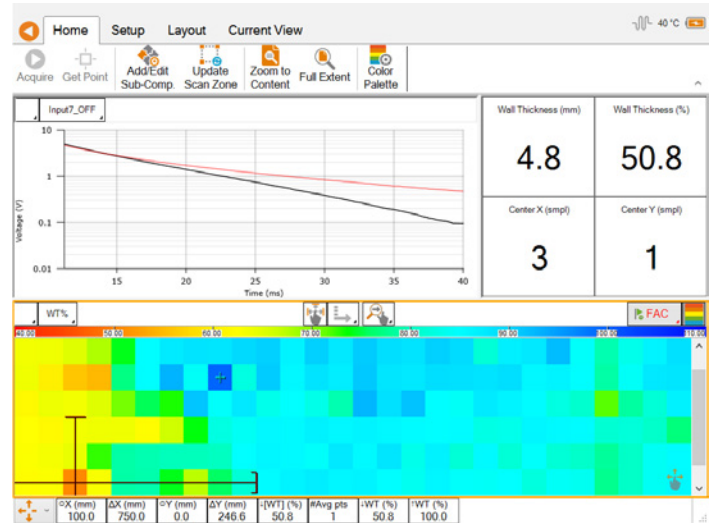 Home Setup Layout Current View
40 °C
Acquire Get Point Add/Edit Sub-Comp. Update Scan Zone Zoom to Content Full Extent Color Palette
Input7_OFF
Wall Thickness (mm) Wall Thickness (%)
4.8 50.8
Center X (smpl) Center Y (smpl)
3 1
Voltage (V)
10
1
0.1
0.01
15 20 25 30 35 40
Time (ms)
WT%
FAC
40.00 50.00 60.00 70.00 80.00 90.00 100.00 110.00
X (mm) ΔX (mm) Y (mm) ΔY (mm) [WT] (%) #Avg pts WT (%) WT (%)
100.0 750.0 0.0 246.6 50.8 1 50.8 100.0